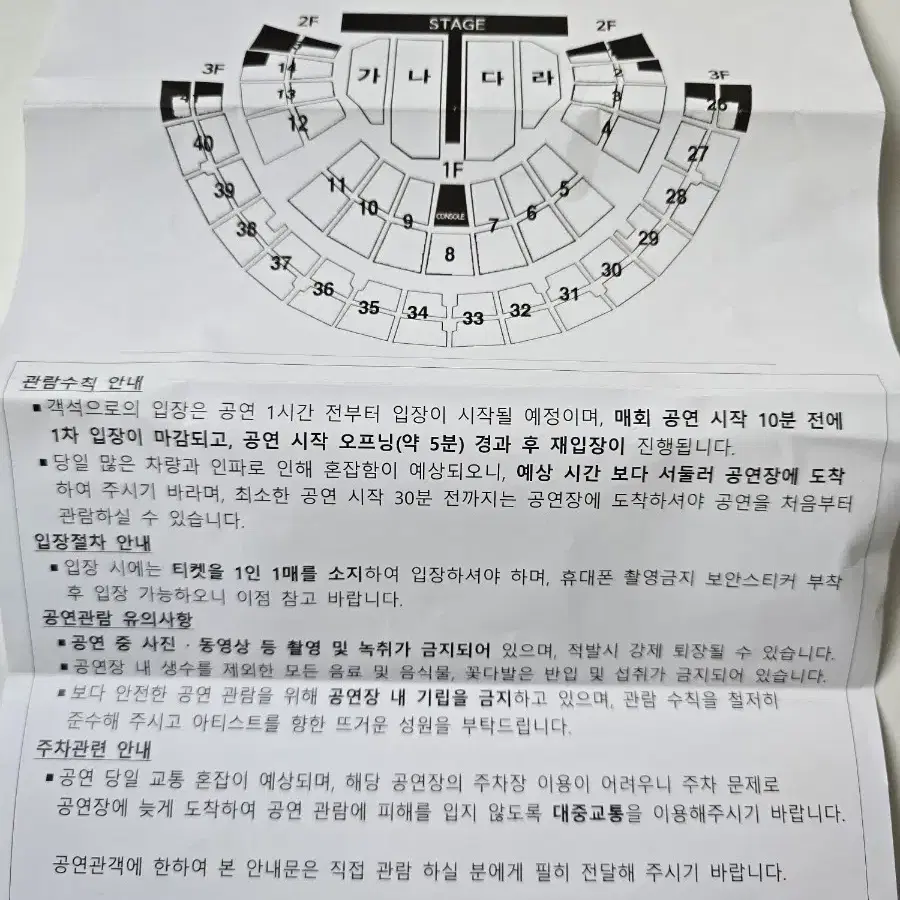 STAGE
2F
2F
3F
3F
가 나 다 라
14
13
12
2
3
4
26
40
39
38
37
36
35
34
33
32
31
30
29
28
27
1F
11
10
9
CONSOLE
8
7
6
5
관람수칙 안내
▪객석으로의 입장은 공연 1시간 전부터 입장이 시작될 예정이며, 매회 공연 시작 10분 전에
1차 입장이 마감되고, 공연 시작 오프닝(약 5분) 경과 후 재입장이 진행됩니다.
▪당일 많은 차량과 인파로 인해 혼잡함이 예상되오니, 예상 시간 보다 서둘러 공연장에 도착
하여 주시기 바라며, 최소한 공연 시작 30분 전까지는 공연장에 도착하셔야 공연을 처음부터
관람하실 수 있습니다.
입장절차 안내
▪입장 시에는 티켓을 1인 1매를 소지하여 입장하셔야 하며, 휴대폰 촬영금지 보안스티커 부착
후 입장 가능하오니 이점 참고 바랍니다.
공연관람 유의사항
▪공연 중 사진 · 동영상 등 촬영 및 녹취가 금지되어 있으며, 적발시 강제 퇴장될 수 있습니다.
▪공연장 내 생수를 제외한 모든 음료 및 음식물, 꽃다발은 반입 및 섭취가 금지되어 있습니다.
▪보다 안전한 공연 관람을 위해 공연장 내 기립을 금지하고 있으며, 관람 수칙을 철저히
준수해 주시고 아티스트를 향한 뜨거운 성원을 부탁드립니다.
주차관련 안내
▪공연 당일 교통 혼잡이 예상되며, 해당 공연장의 주차장 이용이 어려우니 주차 문제로
공연장에 늦게 도착하여 공연 관람에 피해를 입지 않도록 대중교통을 이용해주시기 바랍니다.
공연관객에 한하여 본 안내문은 직접 관람 하실 분에게 필히 전달해 주시기 바랍니다.